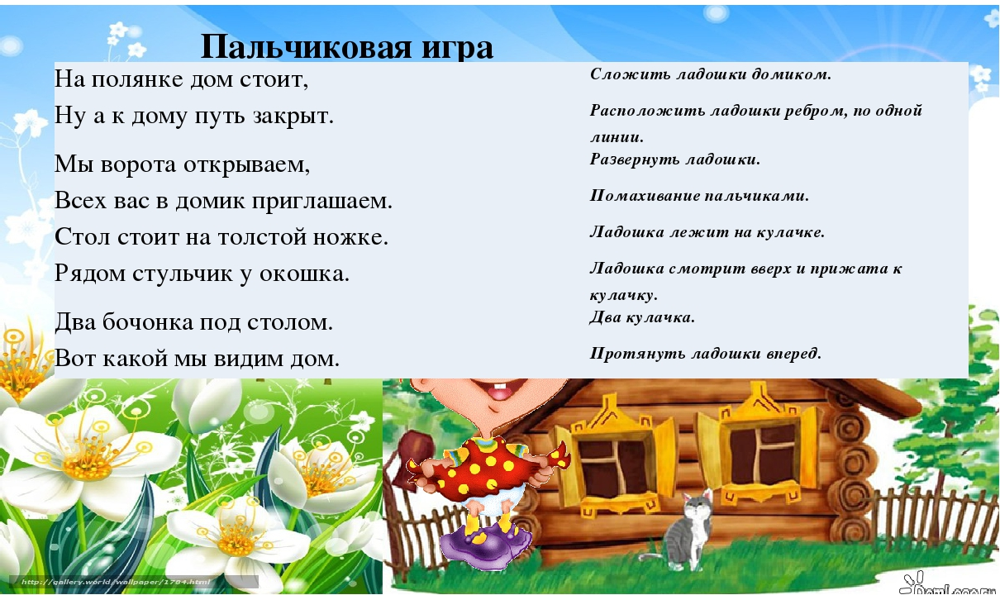 Пальчиковая игра
На полянке дом стоит,
Сложить ладошки домиком.
Ну а к дому путь закрыт.
Расположить ладошки ребром, по одной
линии.
Мы ворота открываем,
Развернуть ладошки.
Всех вас в домик приглашаем.
Помахивание пальчиками.
Стол стоит на толстой ножке.
Ладошка лежит на кулачке.
Рядом стульчик у окошка.
Ладошка смотрит вверх и прижата к
кулачку.
Два бочонка под столом.
Два кулачка.
Вот какой мы видим дом.
Протянуть ладошки вперед.
http://gallery.world/wallpaper/1784.html